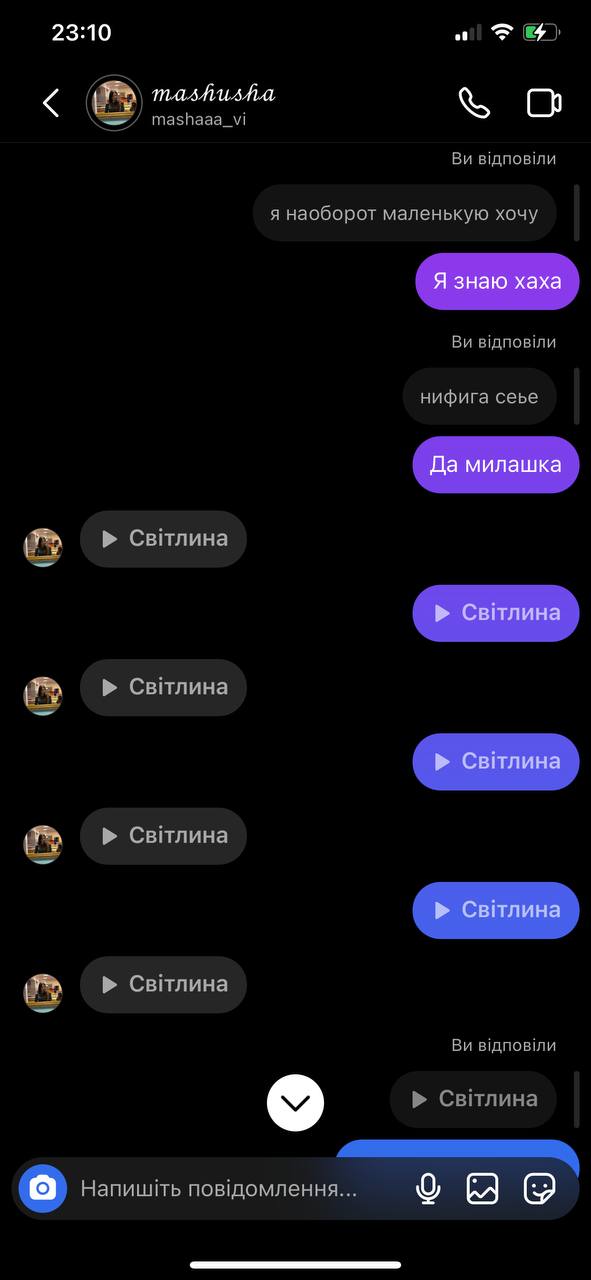 23:10
mashusha
mashaaa_vi
Ви відповіли
я наоборот маленькую хочу
Я знаю хаха
Ви відповіли
нифига сеье
Да милашка
Світлина
Світлина
Світлина
Світлина
Світлина
Світлина
Світлина
Ви відповіли
Світлина
Напишіть повідомлення...